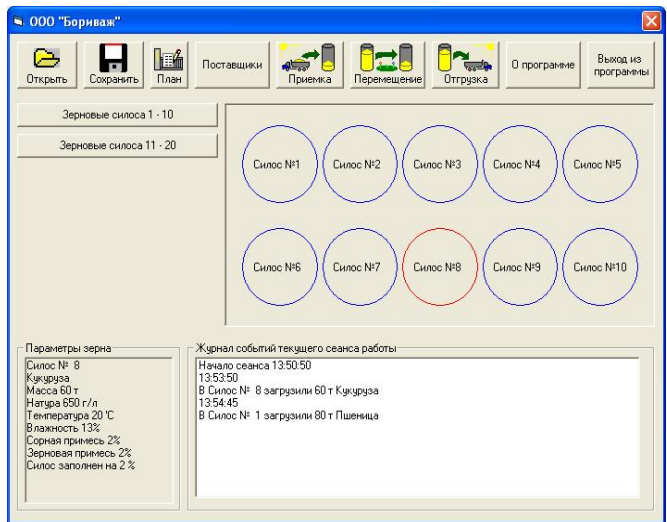 ООО "Бориваж"
Открыть Сохранить План Поставщики Приемка Перемещение Отгрузка О программе Выход из программы
Зерновые силоса 1 - 10
Зерновые силоса 11 - 20
Силос №1 Силос №2 Силос №3 Силос №4 Силос №5
Силос №6 Силос №7 Силос №8 Силос №9 Силос №10
Параметры зерна
Силос № 8
Кукуруза
Масса 60 т
Натура 650 г/л
Температура 20 'С
Влажность 13%
Сорная примесь 2%
Зерновая примесь 2%
Силос заполнен на 2 %
Журнал событий текущего сеанса работы
Начало сеанса 13:50:50
13:53:50
В Силос № 8 загрузили 60 т Кукуруза
13:54:45
В Силос № 1 загрузили 80 т Пшеница